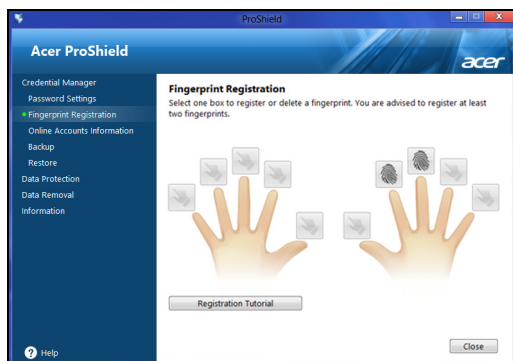 ProShield
Acer ProShield
acer
Credential Manager
Password Settings
Fingerprint Registration
Online Accounts Information
Backup
Restore
Data Protection
Data Removal
Information
Fingerprint Registration
Select one box to register or delete a fingerprint. You are advised to register at least
two fingerprints.
Registration Tutorial
? Help
Close